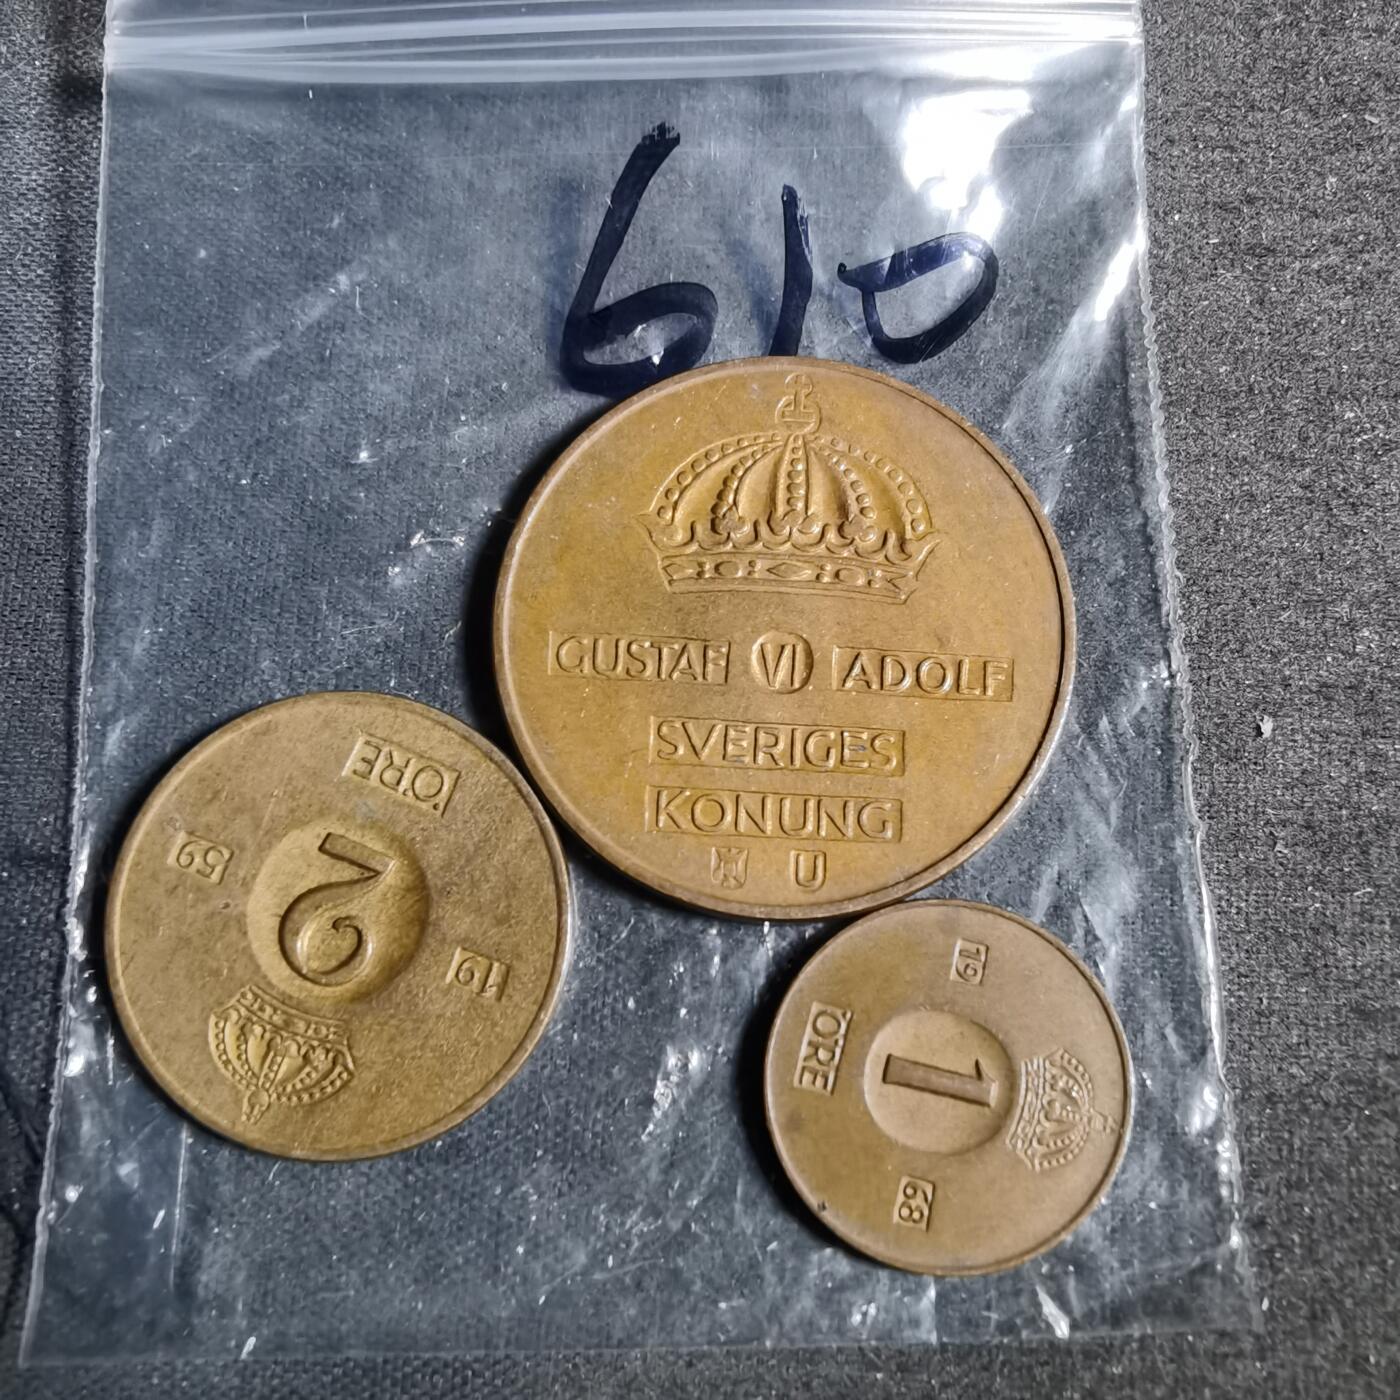 610
GUSTAF VI ADOLF
SVERIGES
KONUNG
U
2
ÖRE
19 59
1
ÖRE
19 68